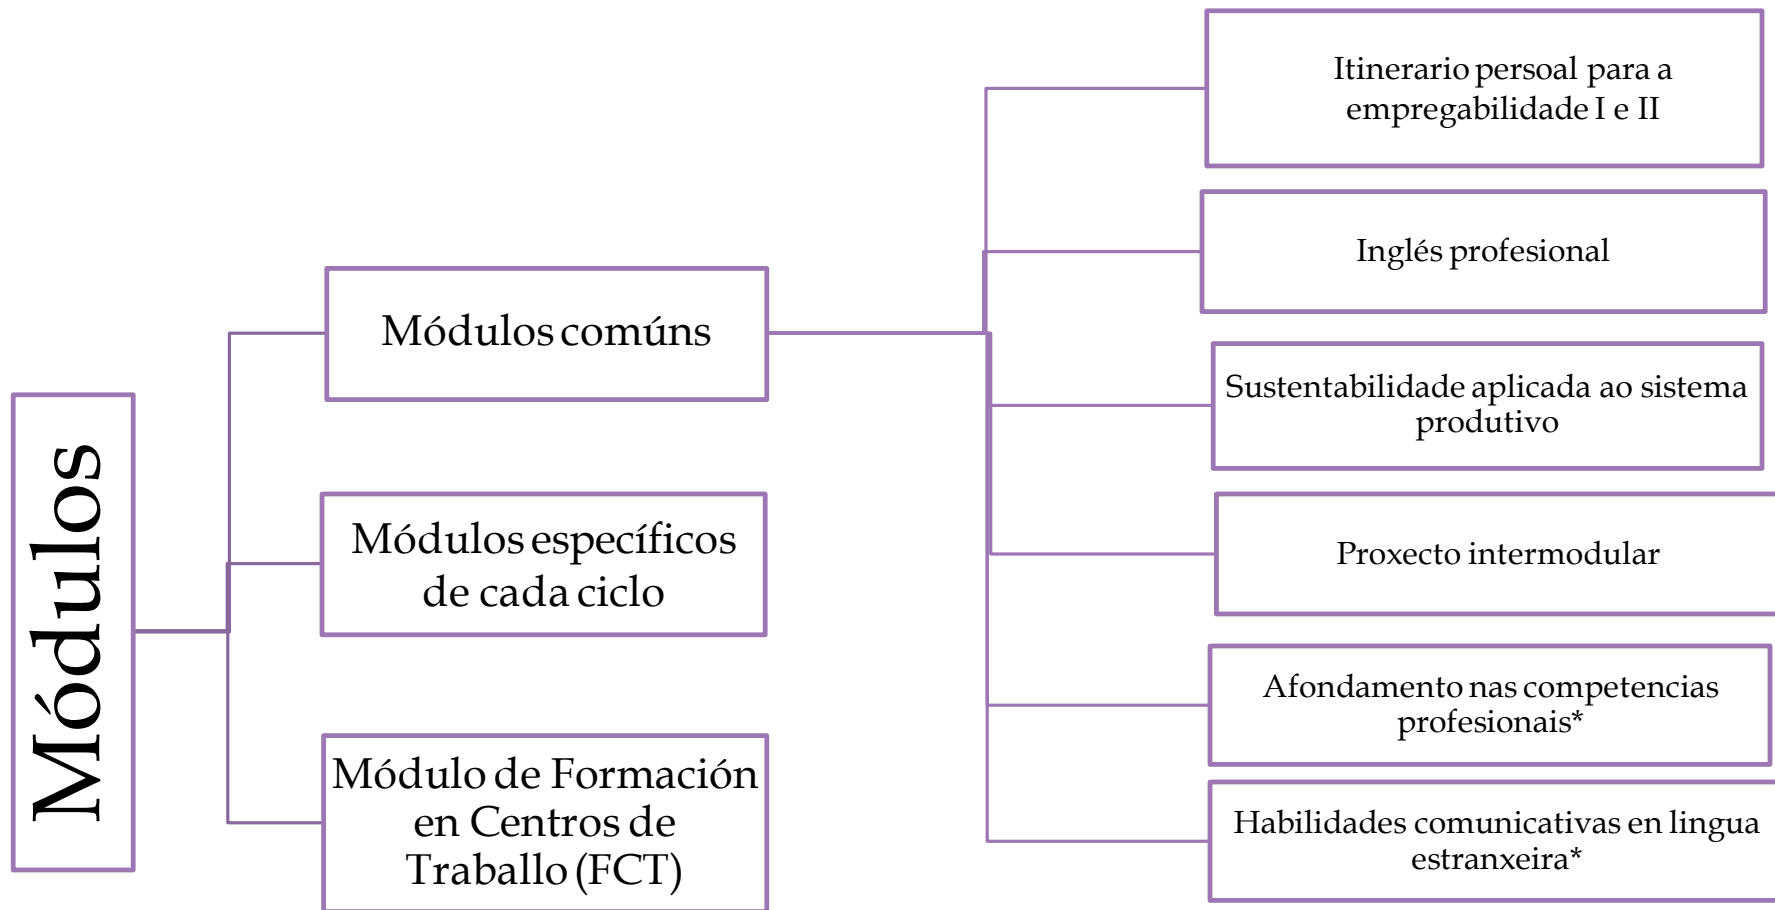 Módulos
Módulos comúns
Módulos específicos
de cada ciclo
Módulo de Formación
en Centros de
Traballo (FCT)
Itinerario persoal para a
empregabilidade I e II
Inglés profesional
Sustentabilidade aplicada ao sistema
produtivo
Proxecto intermodular
Afondamento nas competencias
profesionais*
Habilidades comunicativas en lingua
estranxeira*